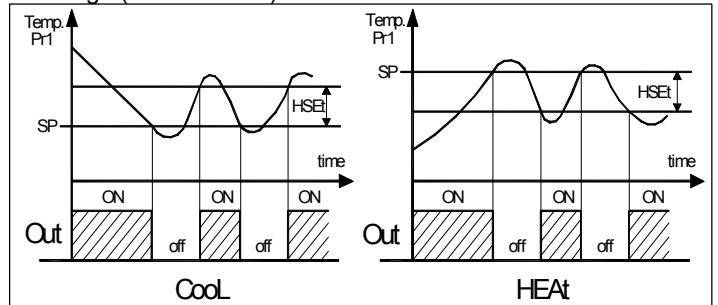 Temp.
Pr1
HSEt
SP
time
ON
ON
ON
Out
off
off
CooL
Temp.
Pr1
SP
HSEt
time
ON
ON
ON
Out
off
off
HEAt